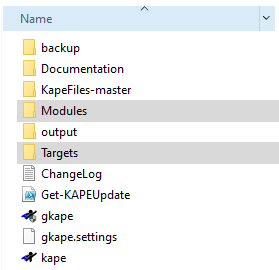 Name
backup
Documentation
KapeFiles-master
Modules
output
Targets
ChangeLog
Get-KAPEUpdate
gkape
gkape.settings
kape